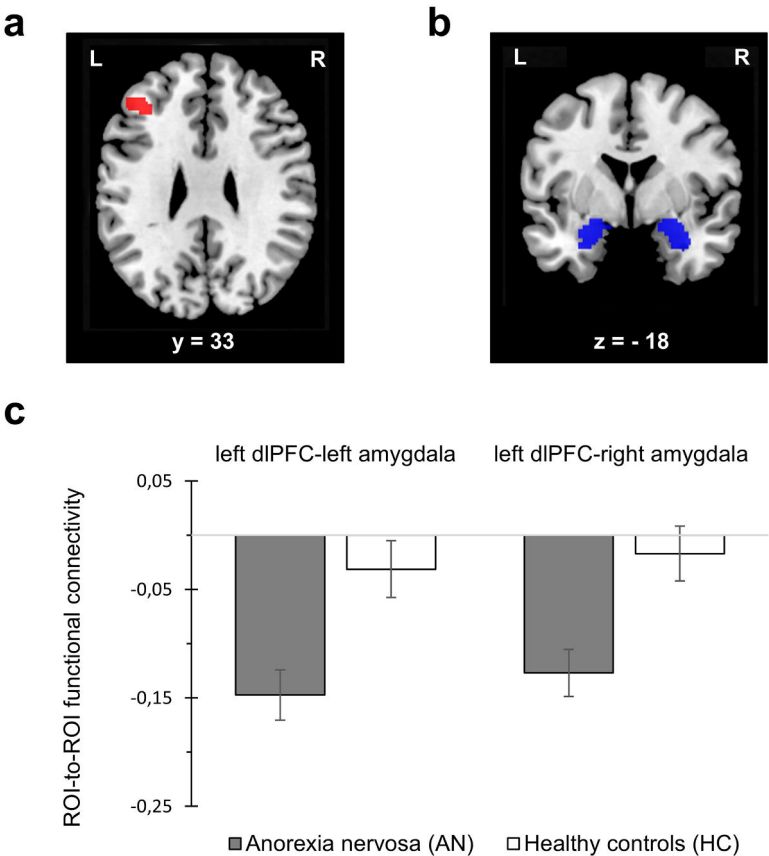 a
L R
y = 33
b
L R
z = - 18
c
left dlPFC-left amygdala left dlPFC-right amygdala
ROI-to-ROI functional connectivity
0,05
-0,05
-0,15
-0,25
Anorexia nervosa (AN) Healthy controls (HC)